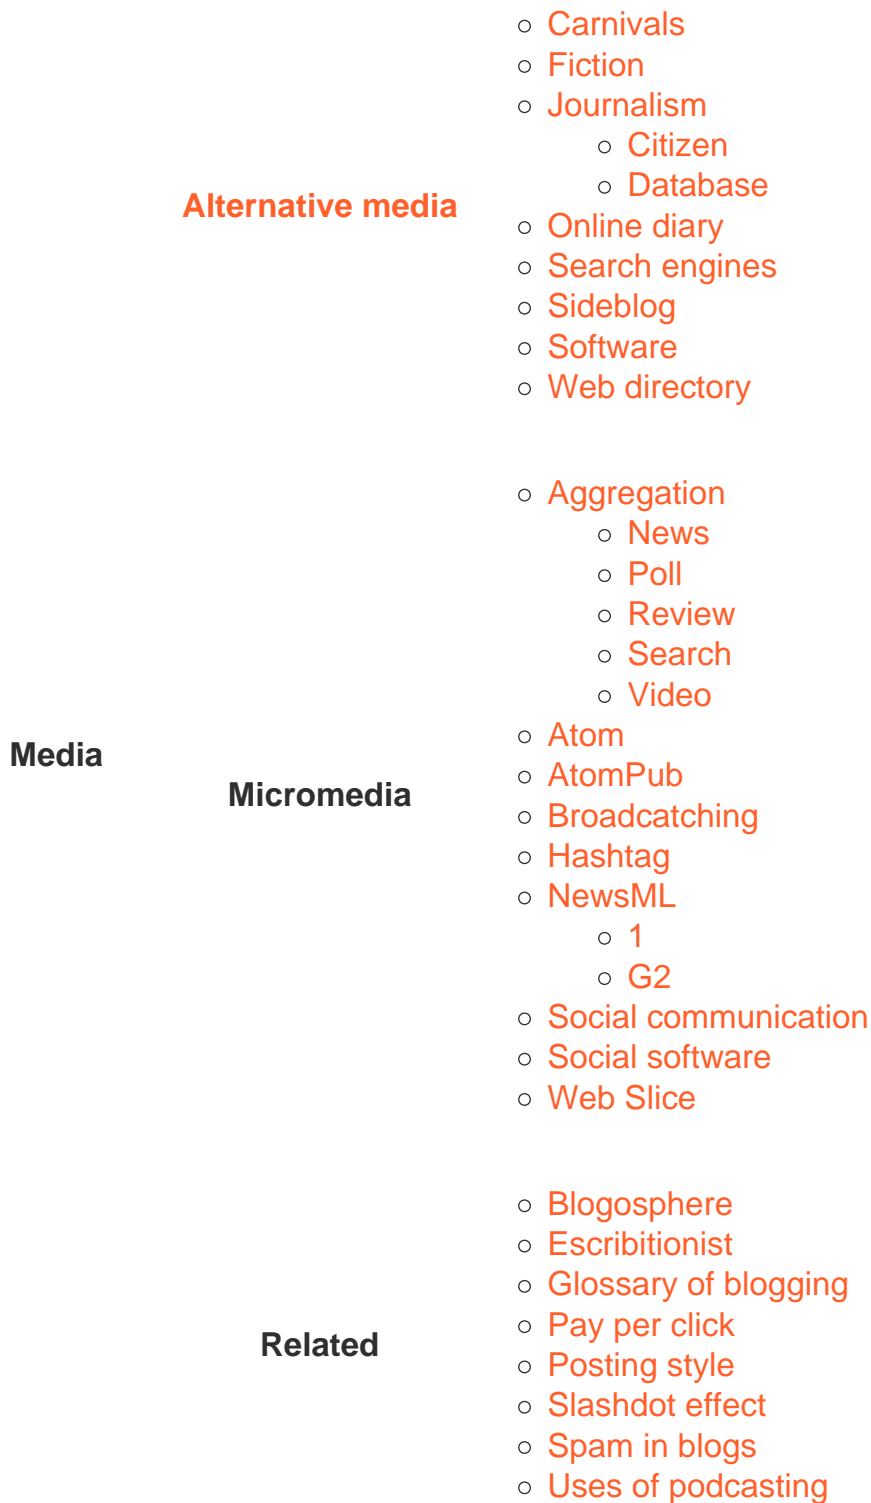 Media
Alternative media
Carnivals
Fiction
Journalism
Citizen
Database
Online diary
Search engines
Sideblog
Software
Web directory
Micromedia
Aggregation
News
Poll
Review
Search
Video
Atom
AtomPub
Broadcatching
Hashtag
NewsML
1
G2
Social communication
Social software
Web Slice
Related
Blogosphere
Escribitionist
Glossary of blogging
Pay per click
Posting style
Slashdot effect
Spam in blogs
Uses of podcasting